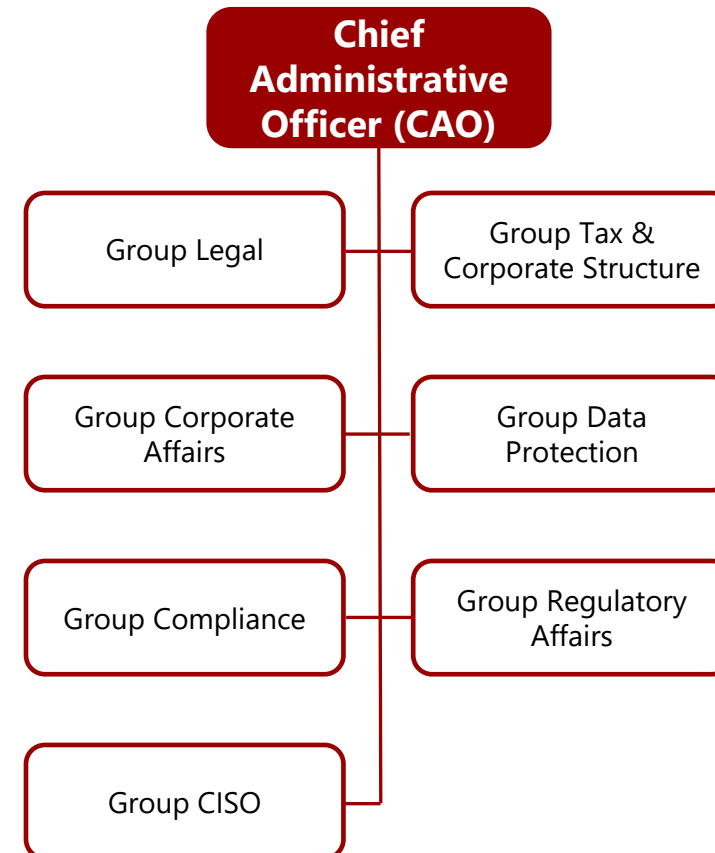 Chief
Administrative
Officer (CAO)
Group Legal
Group Tax &
Corporate Structure
Group Corporate
Affairs
Group Data
Protection
Group Compliance
Group Regulatory
Affairs
Group CISO